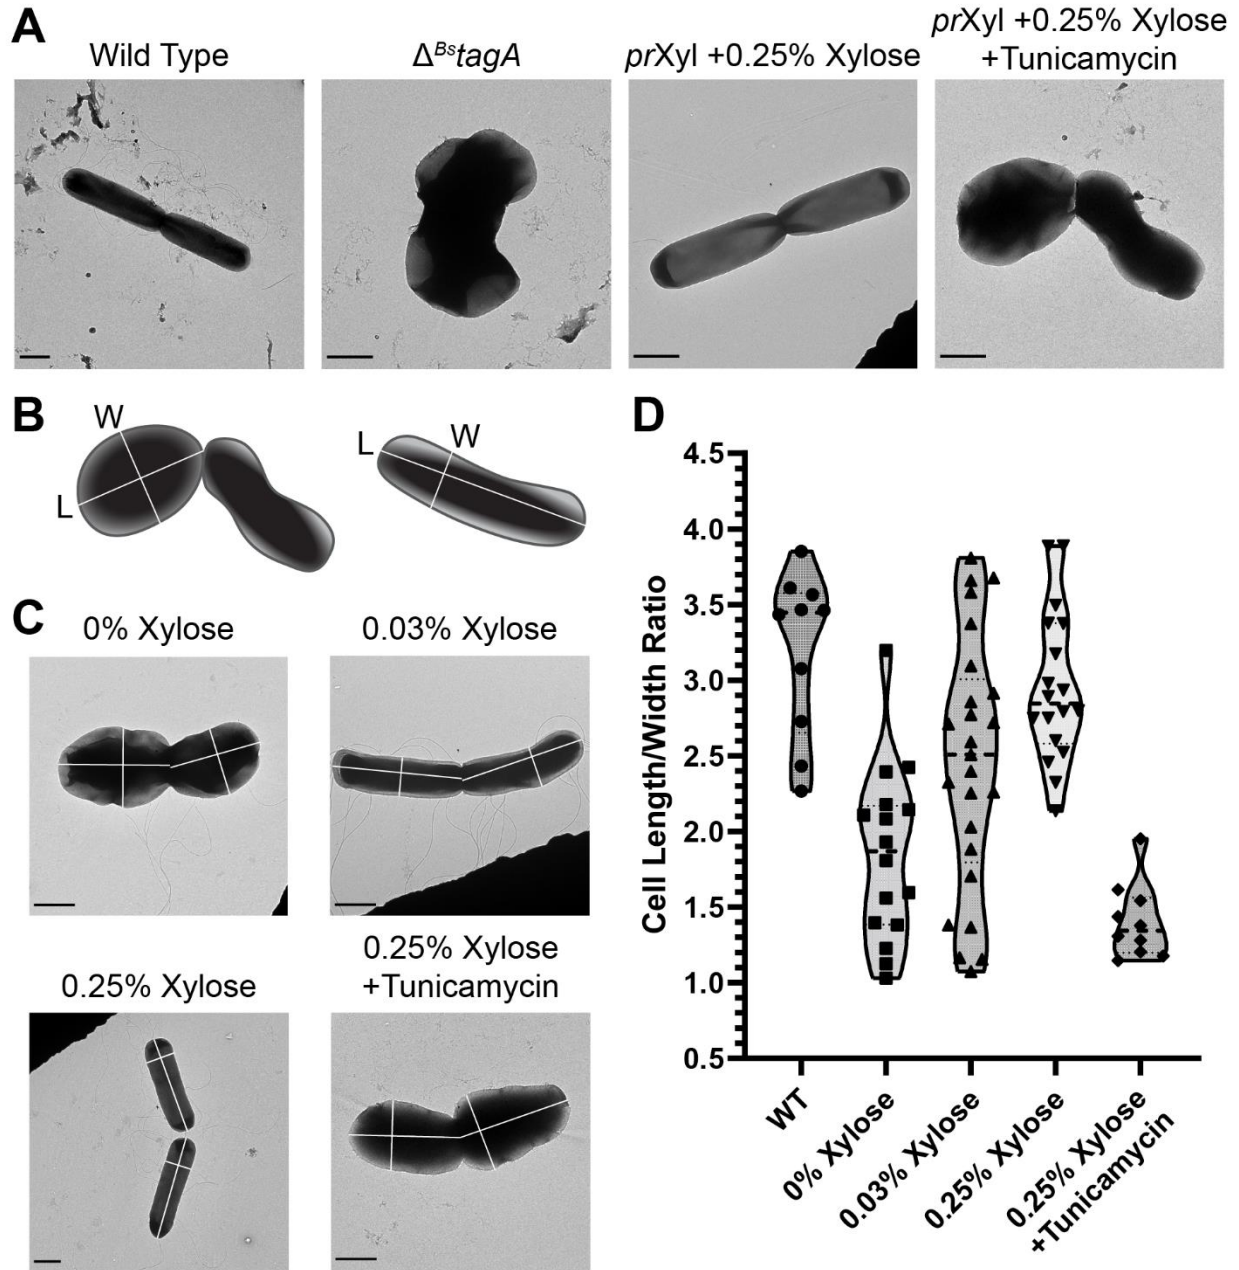 A
Wild Type
ΔᴮˢtagA
prXyl +0.25% Xylose
prXyl +0.25% Xylose
+Tunicamycin
B
W
L
L
W
C
0% Xylose
0.03% Xylose
0.25% Xylose
0.25% Xylose
+Tunicamycin
D
Cell Length/Width Ratio
4.5
4.0
3.5
3.0
2.5
2.0
1.5
1.0
0.5
WT
0% Xylose
0.03% Xylose
0.25% Xylose
0.25% Xylose
+Tunicamycin